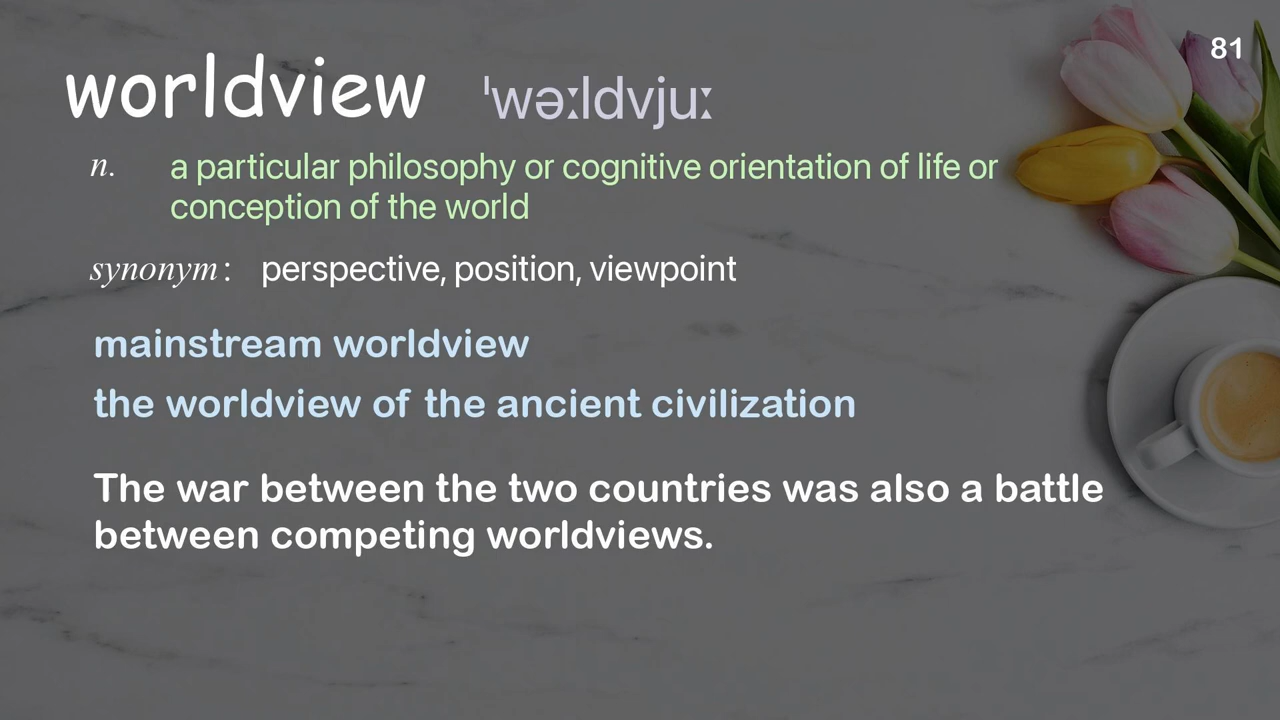 81
worldview ˈwəːldvjuː
n. a particular philosophy or cognitive orientation of life or
conception of the world
synonym: perspective, position, viewpoint
mainstream worldview
the worldview of the ancient civilization
The war between the two countries was also a battle
between competing worldviews.